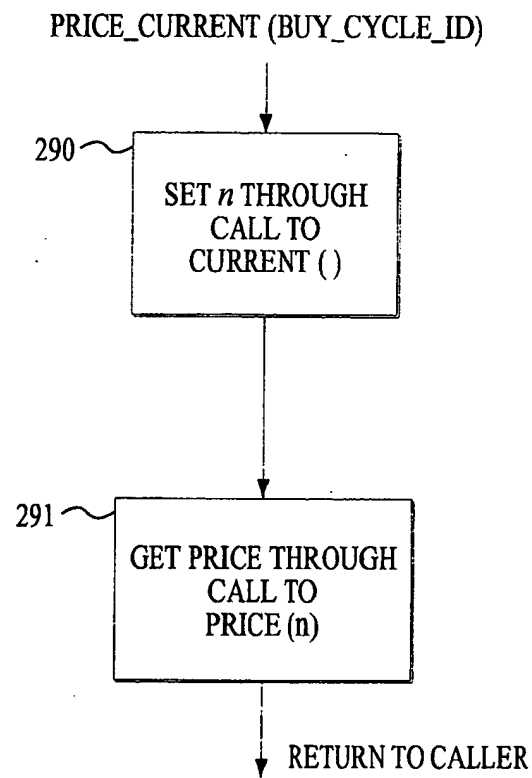 PRICE_CURRENT (BUY_CYCLE_ID)
290
SET n THROUGH
CALL TO
CURRENT ( )
291
GET PRICE THROUGH
CALL TO
PRICE (n)
RETURN TO CALLER